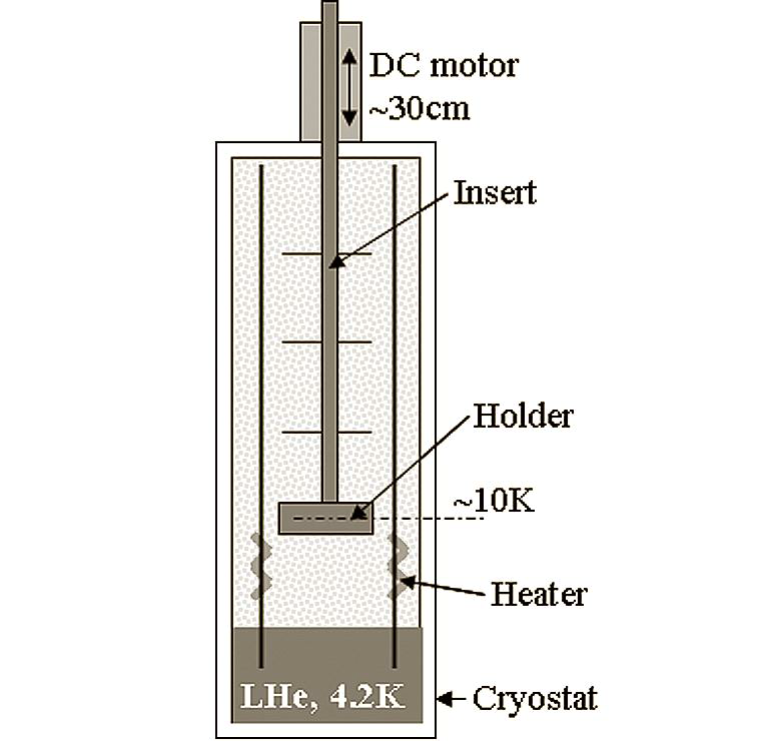 DC motor
~30cm
Insert
Holder
~10K
Heater
LHe, 4.2K
Cryostat